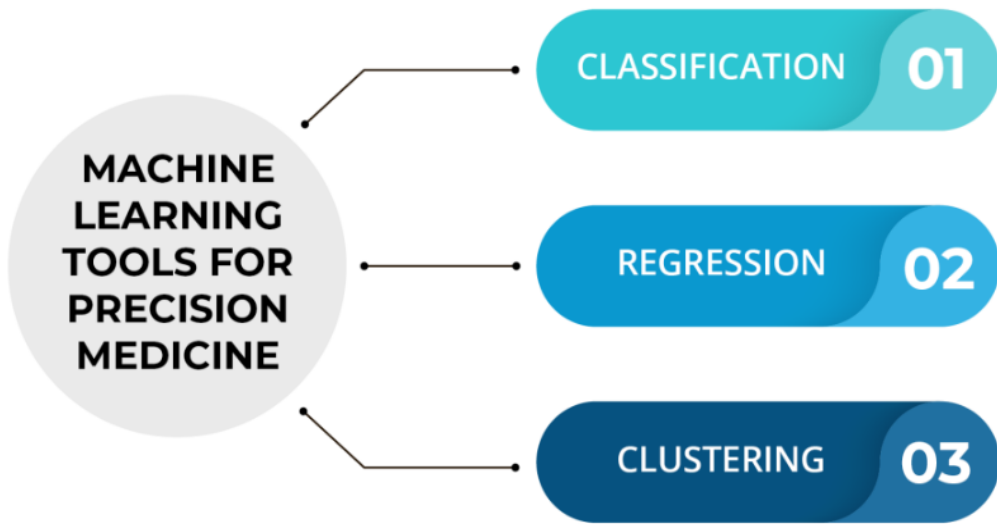 MACHINE
LEARNING
TOOLS FOR
PRECISION
MEDICINE
CLASSIFICATION 01
REGRESSION 02
CLUSTERING 03